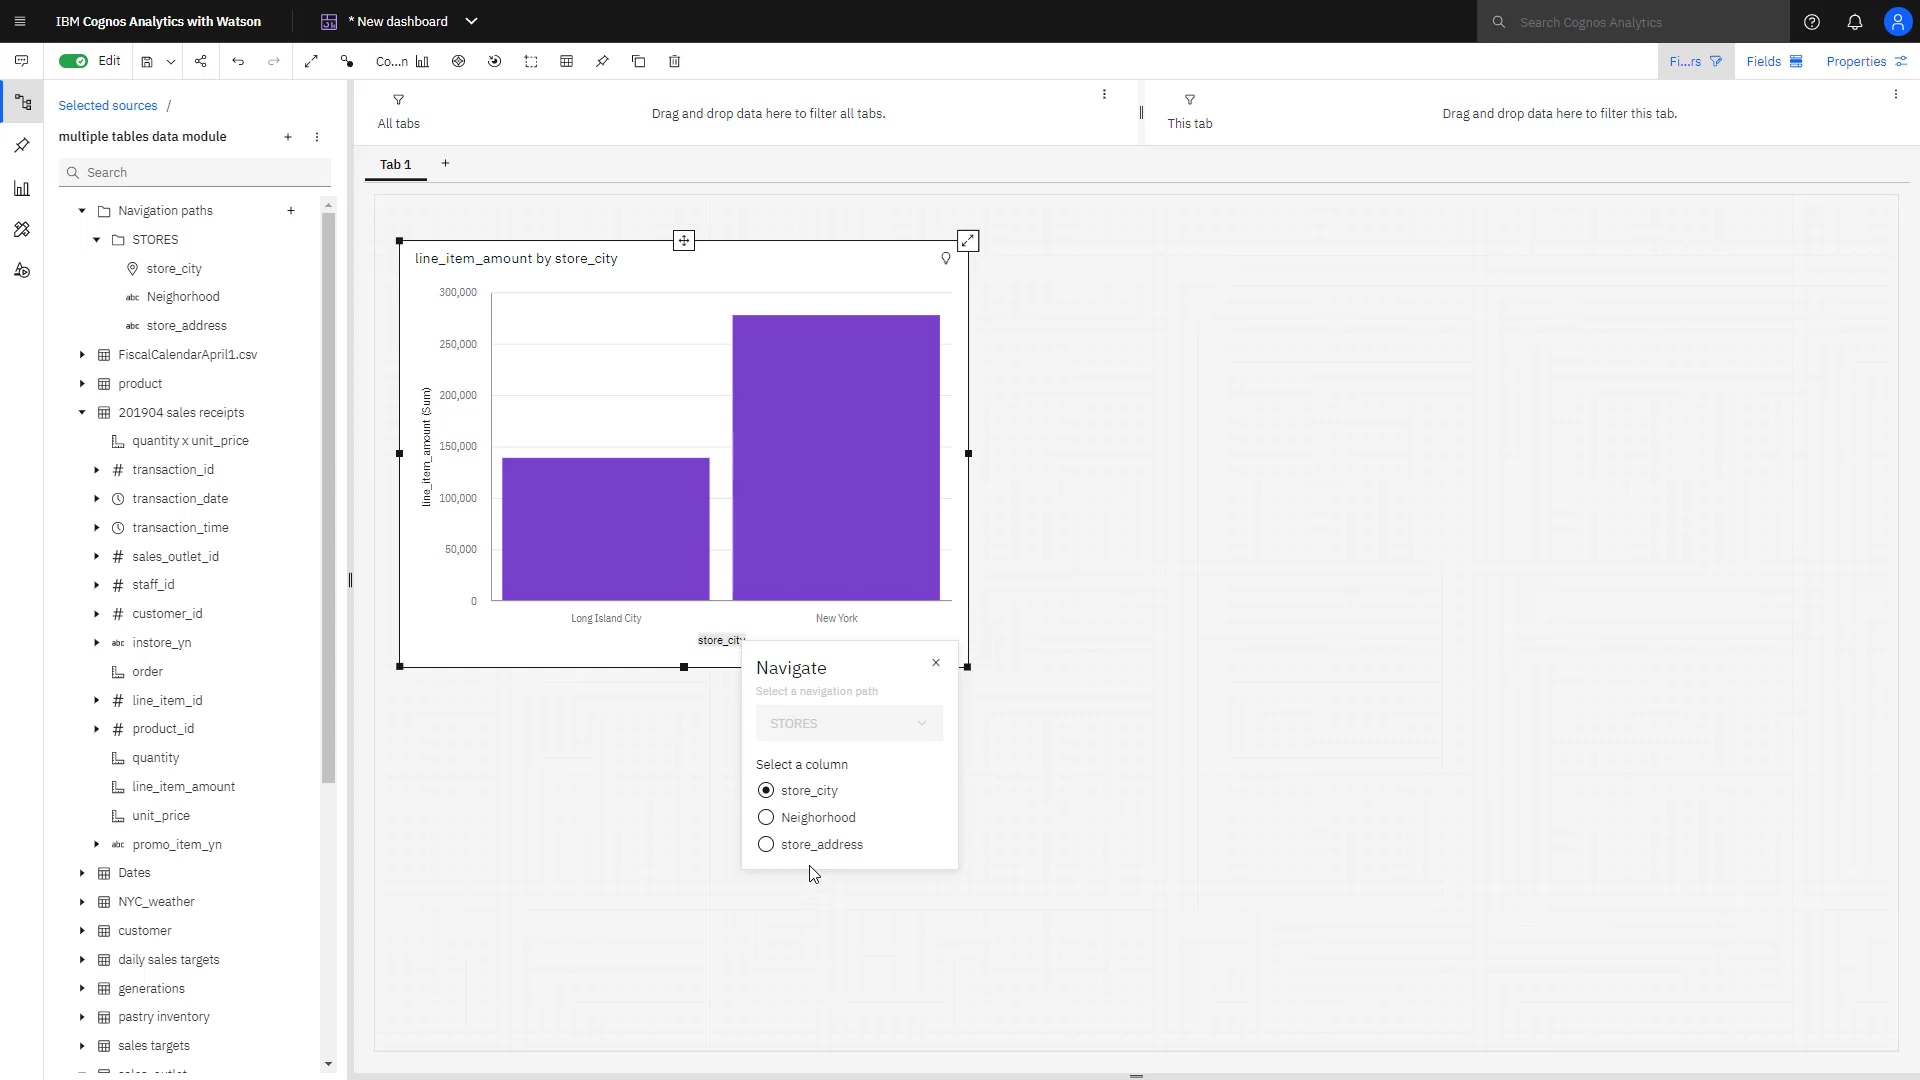 IBM Cognos Analytics with Watson
* New dashboard
Search Cognos Analytics
Edit
Co...n
Fi...rs
Fields
Properties
Selected sources /
multiple tables data module
Search
Navigation paths
STORES
store_city
abc Neighorhood
abc store_address
FiscalCalendarApril1.csv
product
201904 sales receipts
quantity x unit_price
# transaction_id
transaction_date
transaction_time
# sales_outlet_id
# staff_id
# customer_id
abc instore_yn
order
# line_item_id
# product_id
quantity
line_item_amount
unit_price
abc promo_item_yn
Dates
NYC_weather
customer
daily sales targets
generations
pastry inventory
sales targets
All tabs
Drag and drop data here to filter all tabs.
This tab
Drag and drop data here to filter this tab.
Tab 1
line_item_amount by store_city
300,000
250,000
200,000
150,000
100,000
50,000
0
line_item_amount (Sum)
Long Island City
New York
store_city
Navigate
Select a navigation path
STORES
Select a column
store_city
Neighorhood
store_address